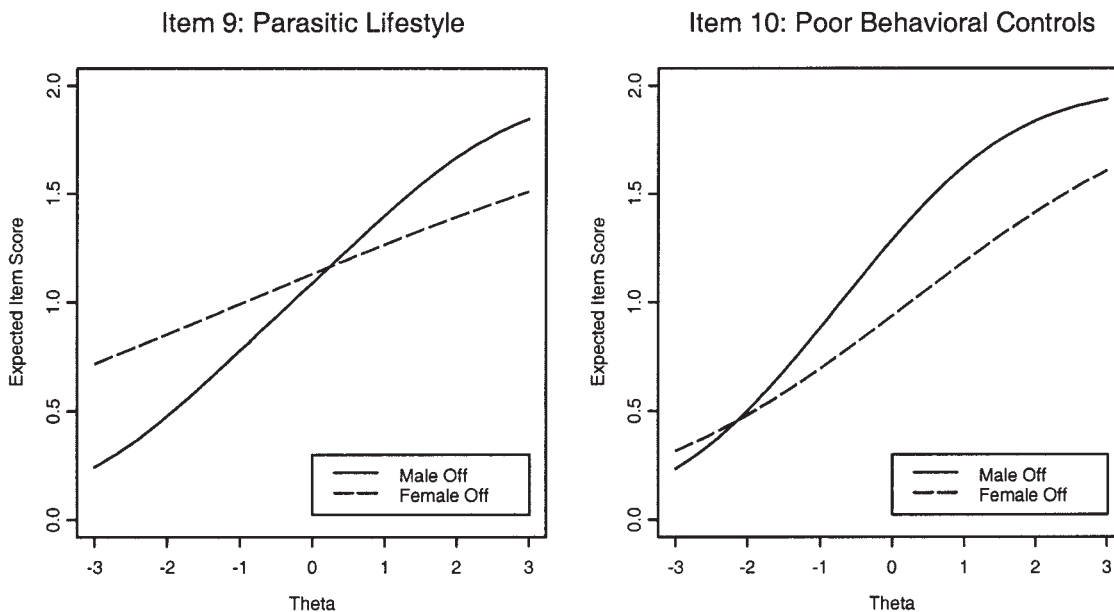 Item 9: Parasitic Lifestyle
Expected Item Score
2.0
1.5
1.0
0.5
0.0
Male Off
Female Off
-3 -2 -1 0 1 2 3
Theta
Item 10: Poor Behavioral Controls
Expected Item Score
2.0
1.5
1.0
0.5
0.0
Male Off
Female Off
-3 -2 -1 0 1 2 3
Theta